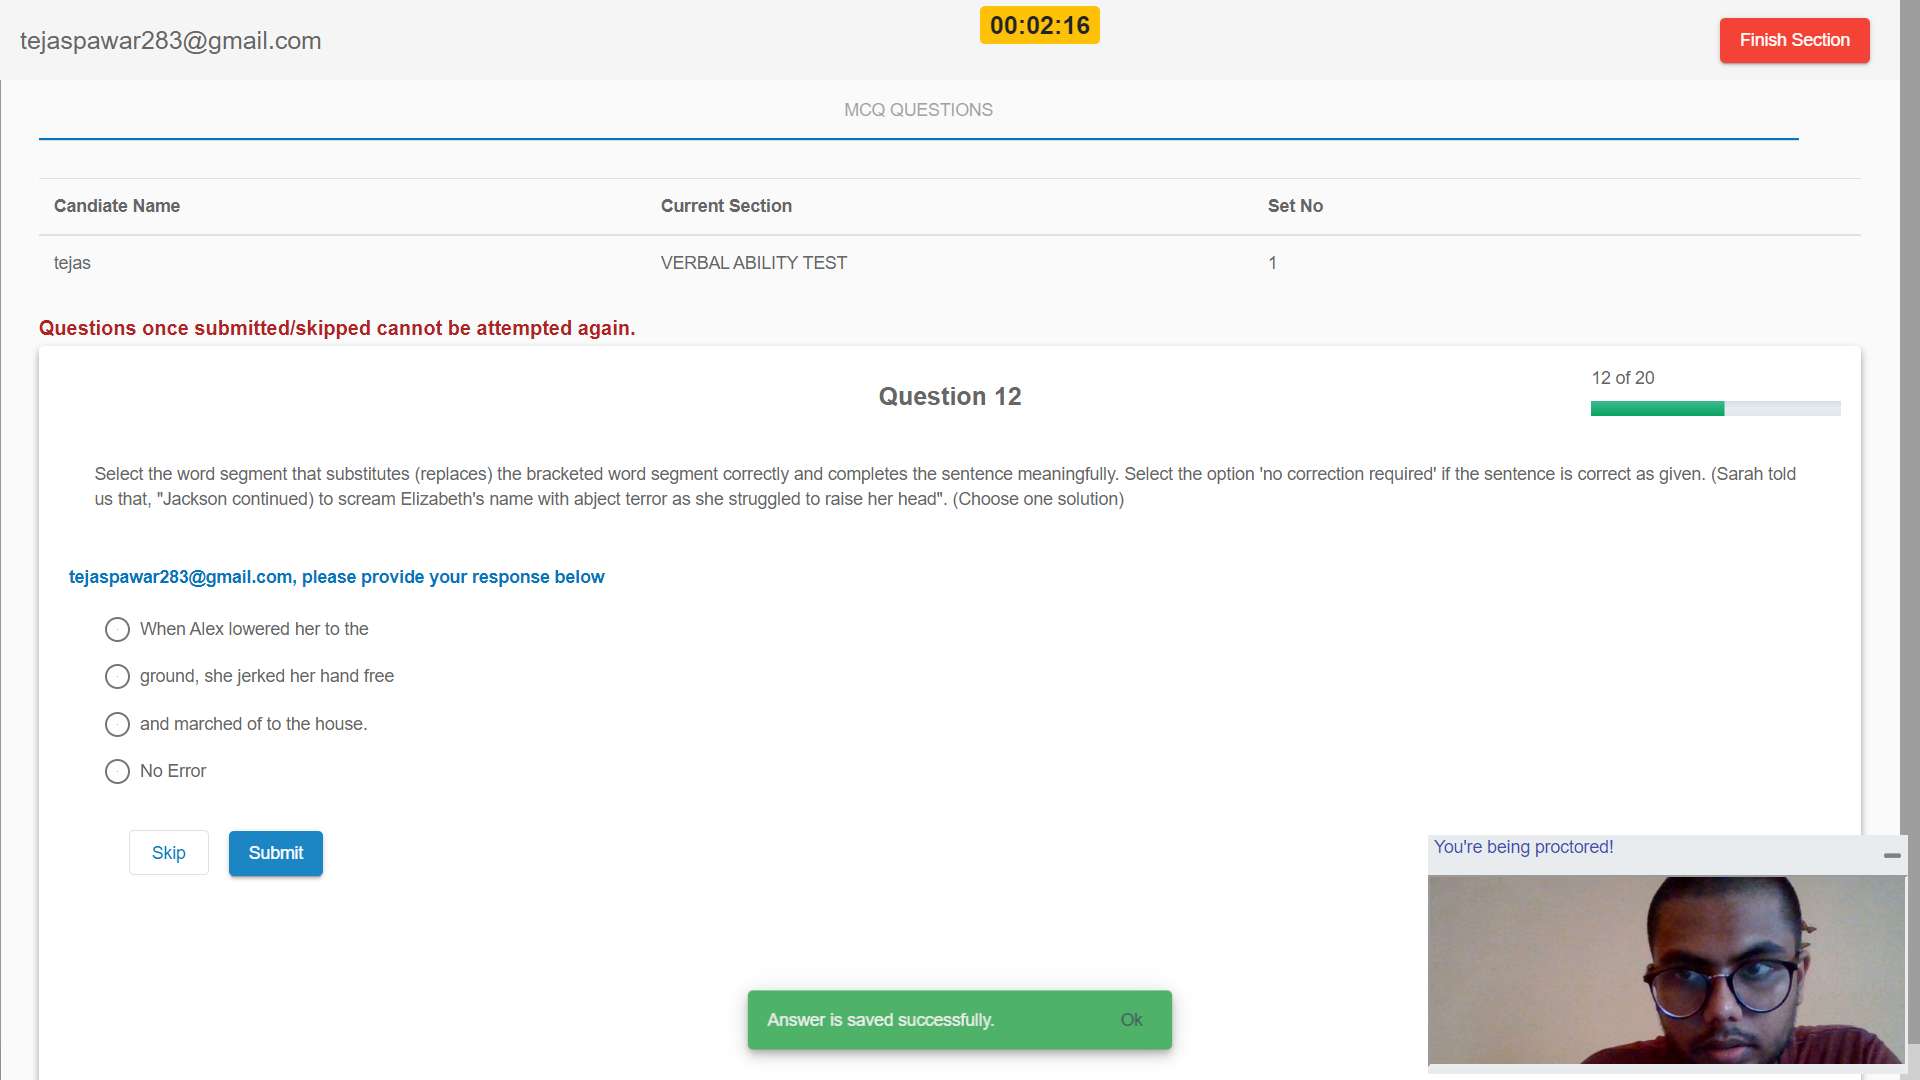 tejaspawar283@gmail.com
00:02:16
Finish Section
MCQ QUESTIONS
Candiate Name Current Section Set No
tejas VERBAL ABILITY TEST 1
Questions once submitted/skipped cannot be attempted again.
12 of 20
Question 12
Select the word segment that substitutes (replaces) the bracketed word segment correctly and completes the sentence meaningfully. Select the option 'no correction required' if the sentence is correct as given. (Sarah told
us that, "Jackson continued) to scream Elizabeth's name with abject terror as she struggled to raise her head". (Choose one solution)
tejaspawar283@gmail.com, please provide your response below
When Alex lowered her to the
ground, she jerked her hand free
and marched of to the house.
No Error
Skip Submit
You're being proctored!
Answer is saved successfully. Ok